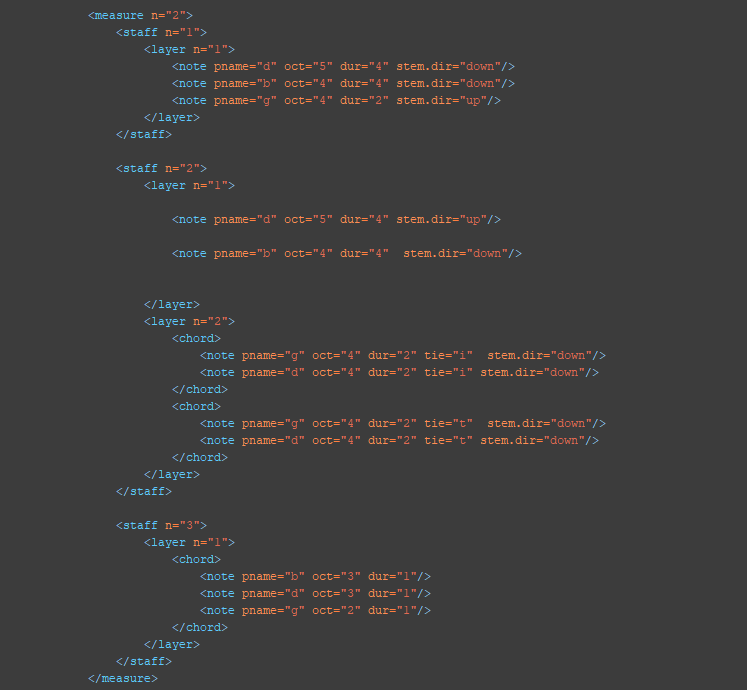 <measure n="2">
<staff n="1">
<layer n="1">
<note pname="d" oct="5" dur="4" stem.dir="down"/>
<note pname="b" oct="4" dur="4" stem.dir="down"/>
<note pname="g" oct="4" dur="2" stem.dir="up"/>
</layer>
</staff>
<staff n="2">
<layer n="1">
<note pname="d" oct="5" dur="4" stem.dir="up"/>
<note pname="b" oct="4" dur="4"  stem.dir="down"/>
</layer>
<layer n="2">
<chord>
<note pname="g" oct="4" dur="2" tie="i"  stem.dir="down"/>
<note pname="d" oct="4" dur="2" tie="i" stem.dir="down"/>
</chord>
<chord>
<note pname="g" oct="4" dur="2" tie="t"  stem.dir="down"/>
<note pname="d" oct="4" dur="2" tie="t" stem.dir="down"/>
</chord>
</layer>
</staff>
<staff n="3">
<layer n="1">
<chord>
<note pname="b" oct="3" dur="1"/>
<note pname="d" oct="3" dur="1"/>
<note pname="g" oct="2" dur="1"/>
</chord>
</layer>
</staff>
</measure>